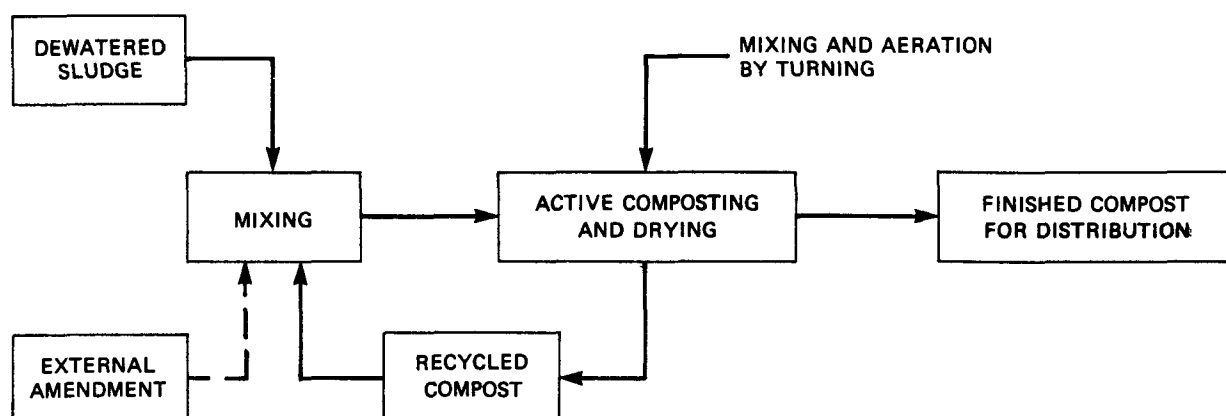 DEWATERED
SLUDGE
MIXING AND AERATION
BY TURNING
MIXING
ACTIVE COMPOSTING
AND DRYING
FINISHED COMPOST
FOR DISTRIBUTION
EXTERNAL
AMENDMENT
RECYCLED
COMPOST